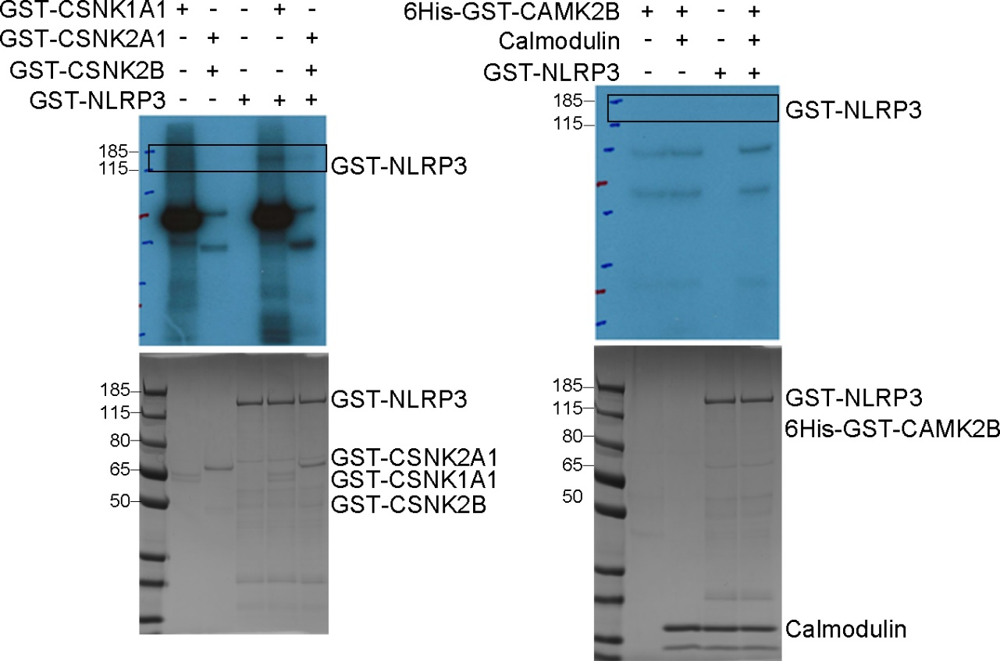 GST-CSNK1A1 + - - + -
GST-CSNK2A1 - + - - +
GST-CSNK2B - + - - +
GST-NLRP3 - - + + +
185
115
GST-NLRP3
185
115
80
65
50
GST-NLRP3
GST-CSNK2A1
GST-CSNK1A1
GST-CSNK2B
6His-GST-CAMK2B + + - +
Calmodulin - + - +
GST-NLRP3 - - + +
185
115
GST-NLRP3
185
115
80
65
50
GST-NLRP3
6His-GST-CAMK2B
Calmodulin